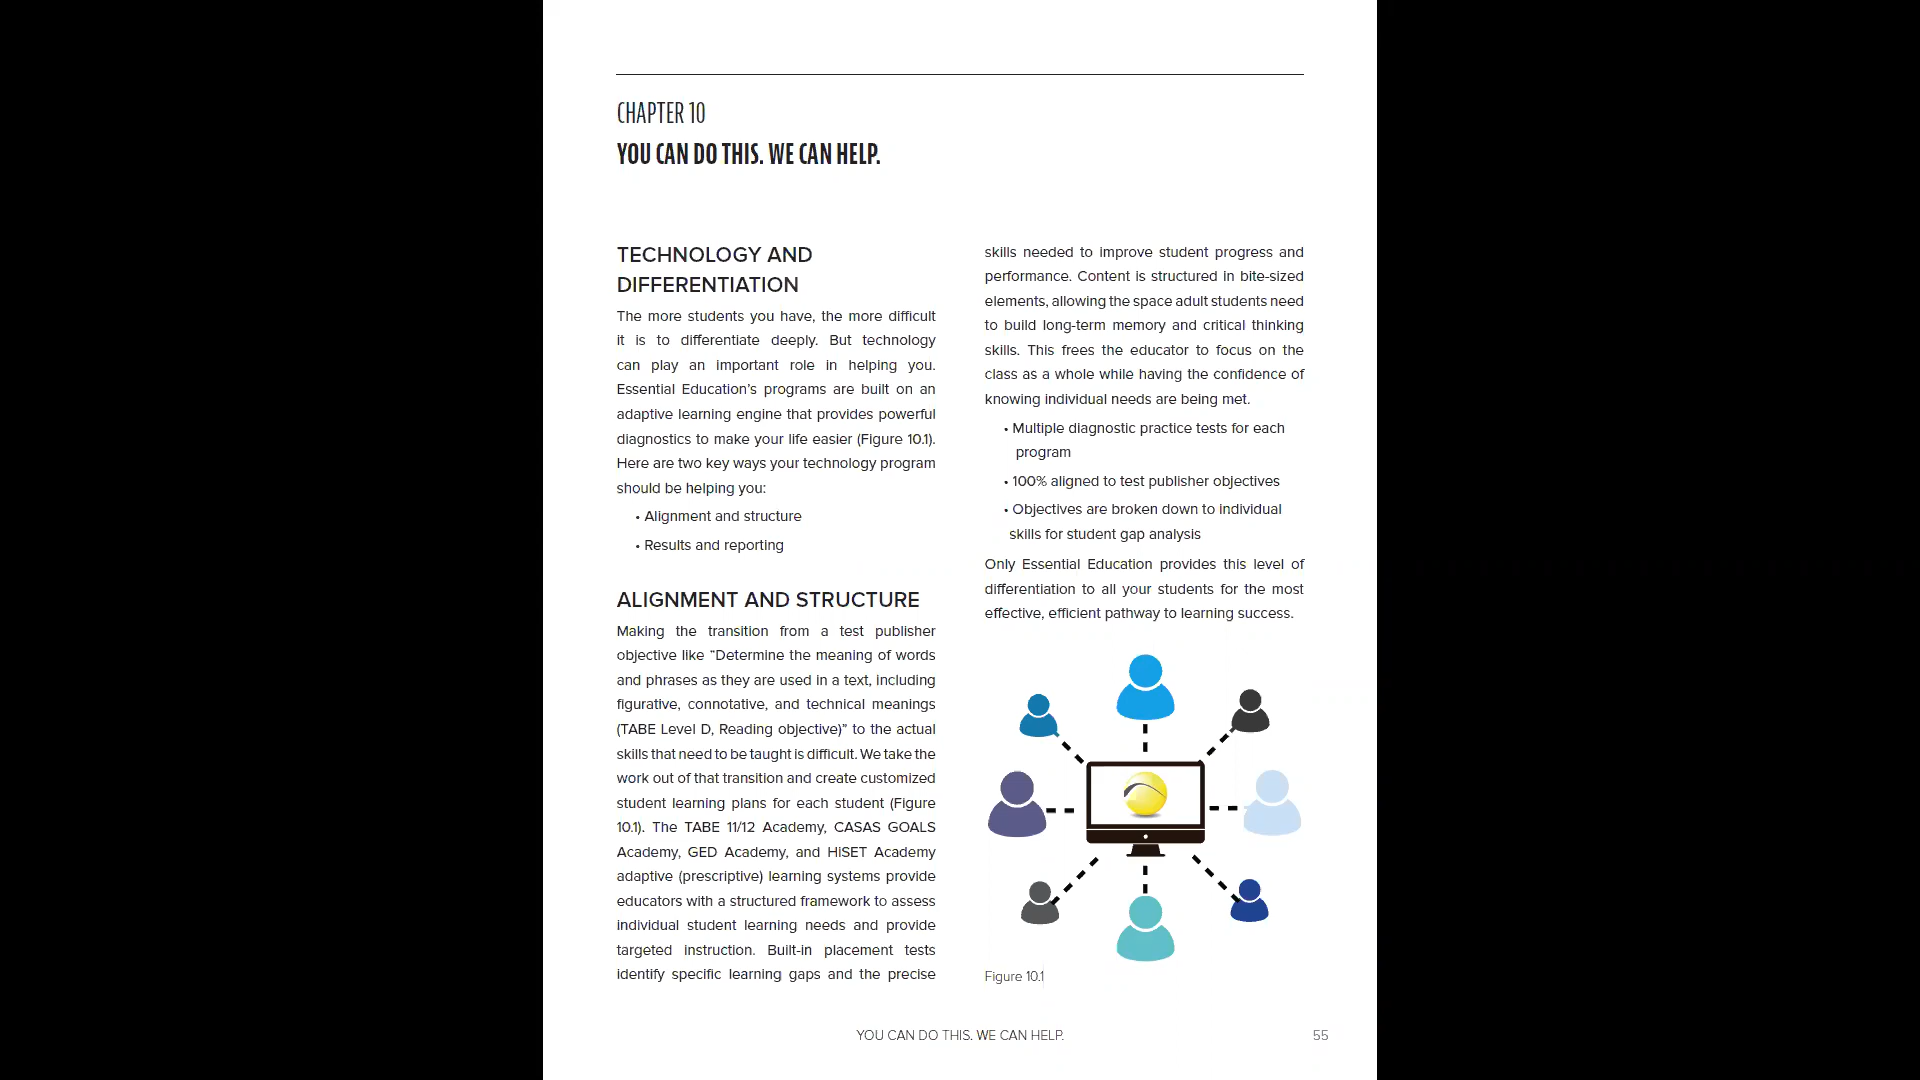 CHAPTER 10
YOU CAN DO THIS. WE CAN HELP.
TECHNOLOGY AND
DIFFERENTIATION
The more students you have, the more difficult
it is to differentiate deeply. But technology
can play an important role in helping you.
Essential Education's programs are built on an
adaptive learning engine that provides powerful
diagnostics to make your life easier (Figure 10.1).
Here are two key ways your technology program
should be helping you:
• Alignment and structure
• Results and reporting
ALIGNMENT AND STRUCTURE
Making the transition from a test publisher
objective like "Determine the meaning of words
and phrases as they are used in a text, including
figurative, connotative, and technical meanings
(TABE Level D, Reading objective)" to the actual
skills that need to be taught is difficult. We take the
work out of that transition and create customized
student learning plans for each student (Figure
10.1). The TABE 11/12 Academy, CASAS GOALS
Academy, GED Academy, and HiSET Academy
adaptive (prescriptive) learning systems provide
educators with a structured framework to assess
individual student learning needs and provide
targeted instruction. Built-in placement tests
identify specific learning gaps and the precise
skills needed to improve student progress and
performance. Content is structured in bite-sized
elements, allowing the space adult students need
to build long-term memory and critical thinking
skills. This frees the educator to focus on the
class as a whole while having the confidence of
knowing individual needs are being met.
• Multiple diagnostic practice tests for each
program
• 100% aligned to test publisher objectives
• Objectives are broken down to individual
skills for student gap analysis
Only Essential Education provides this level of
differentiation to all your students for the most
effective, efficient pathway to learning success.
Figure 10.1
YOU CAN DO THIS. WE CAN HELP.
55